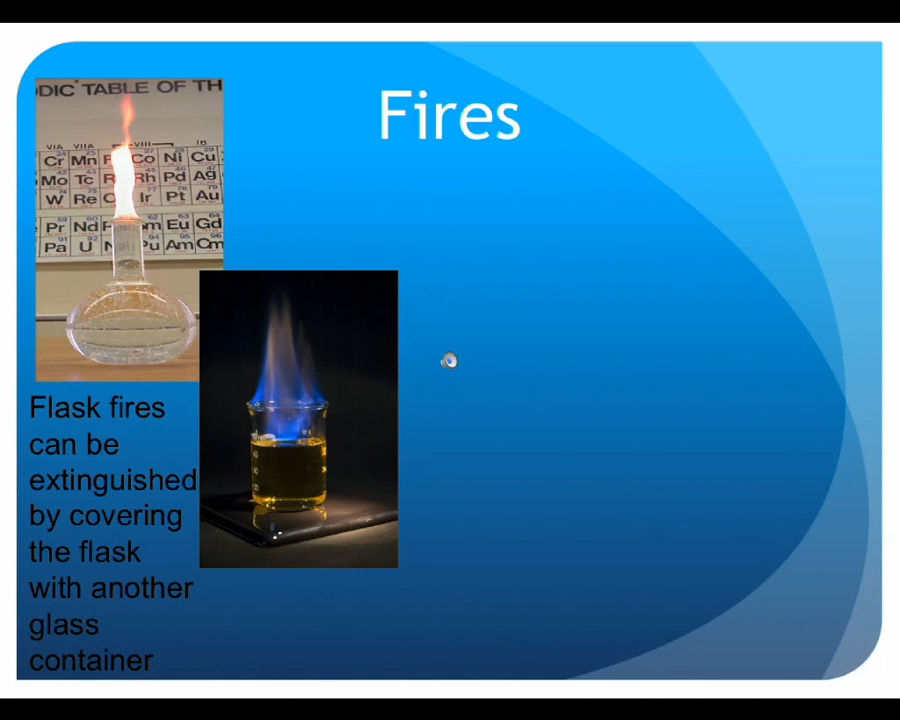 Fires
ODIC TABLE OF TH
VIA VIIA VIII IB
Cr Mn Co Ni Cu
Mo Tc Rh Pd Ag
W Re Ir Pt Au
Pr Nd Eu Gd
Pa U Pu Am Cm
Flask fires
can be
extinguished
by covering
the flask
with another
glass
container